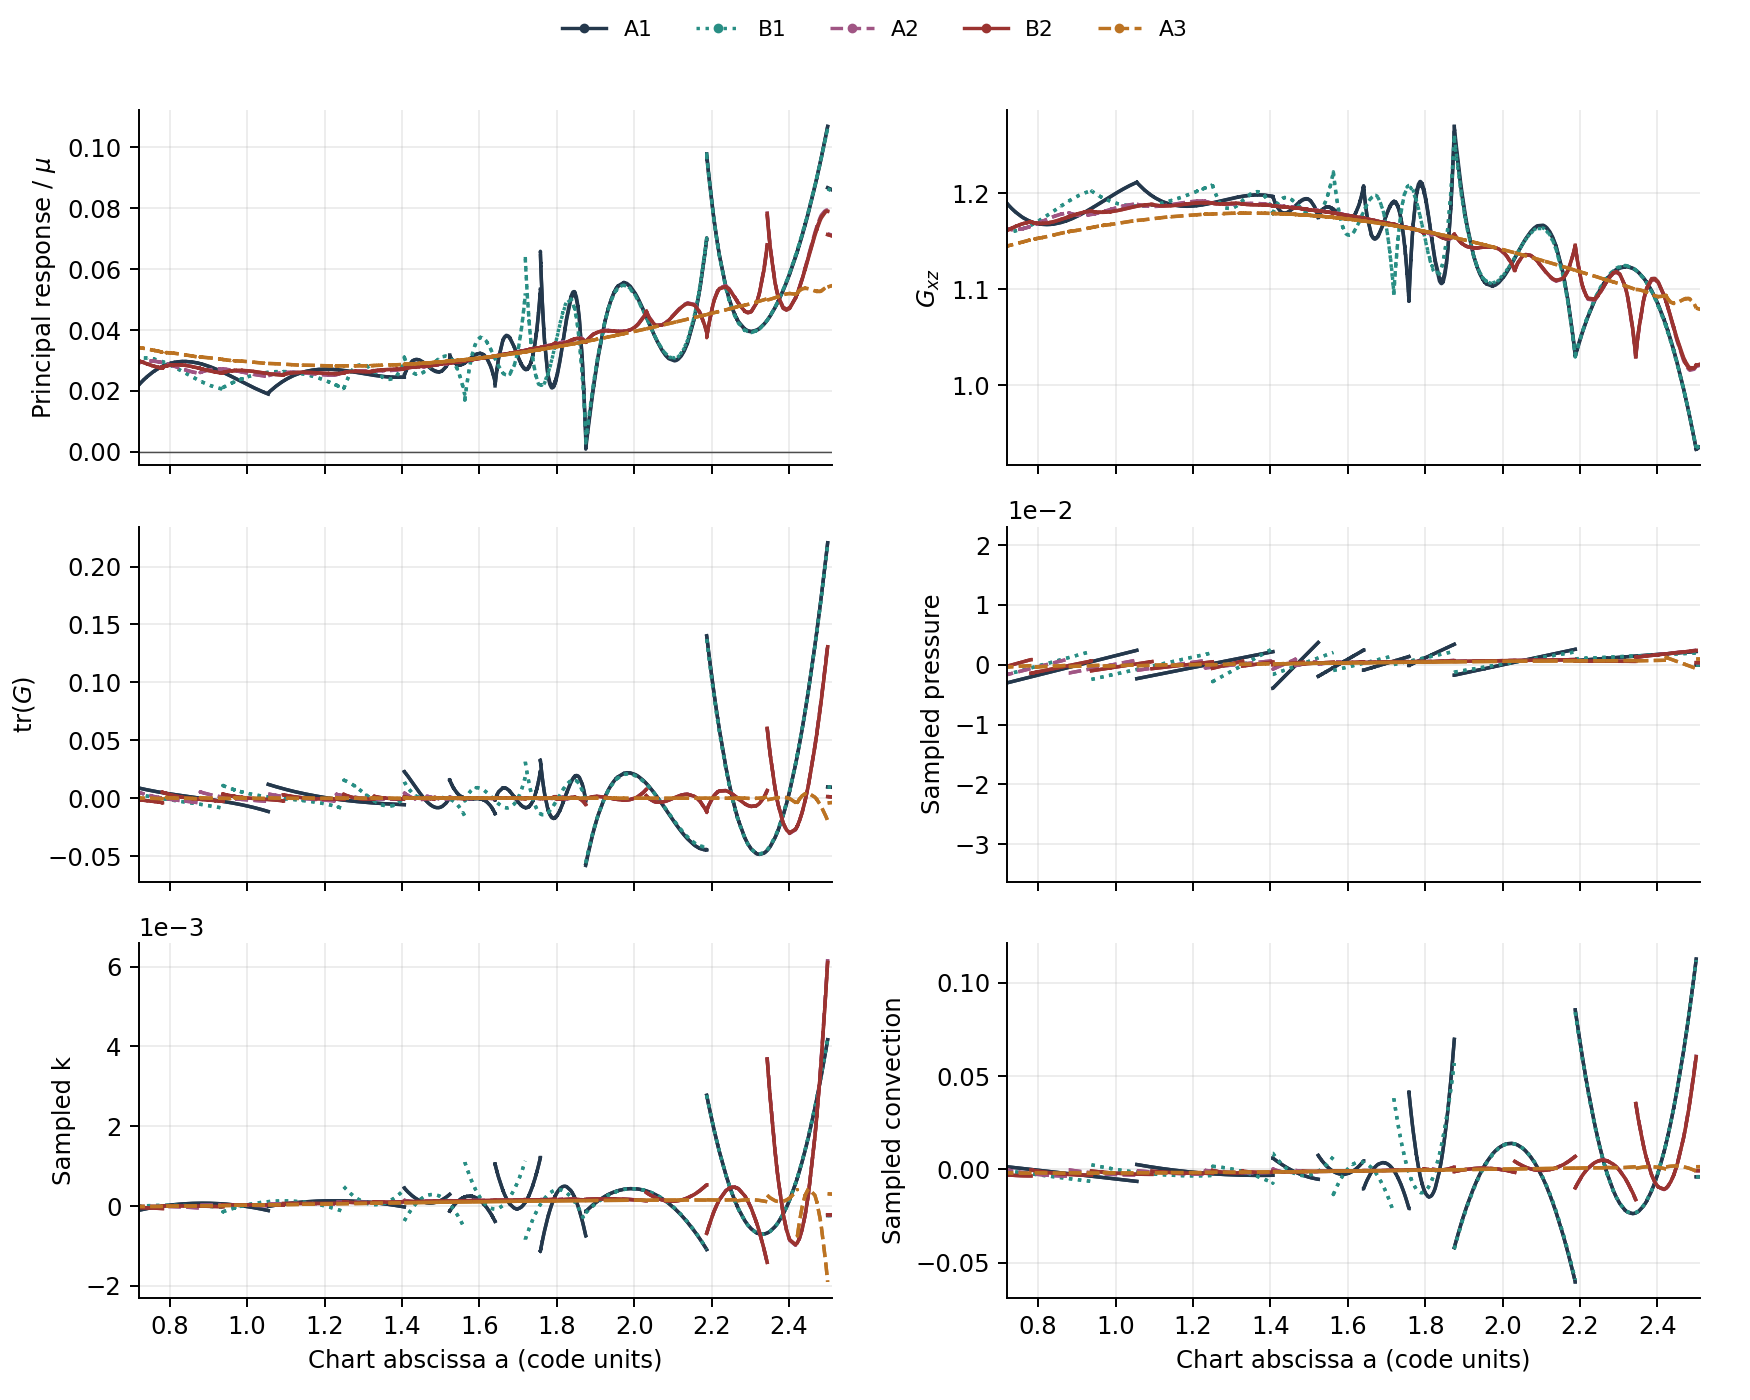 A1 B1 A2 B2 A3
Principal response / μ
0.10
0.08
0.06
0.04
0.02
0.00
G_xz
1.2
1.1
1.0
tr(G)
0.20
0.15
0.10
0.05
0.00
−0.05
1e−2
Sampled pressure
2
1
0
−1
−2
−3
1e−3
Sampled k
6
4
2
0
−2
0.8 1.0 1.2 1.4 1.6 1.8 2.0 2.2 2.4
Chart abscissa a (code units)
Sampled convection
0.10
0.05
0.00
−0.05
0.8 1.0 1.2 1.4 1.6 1.8 2.0 2.2 2.4
Chart abscissa a (code units)